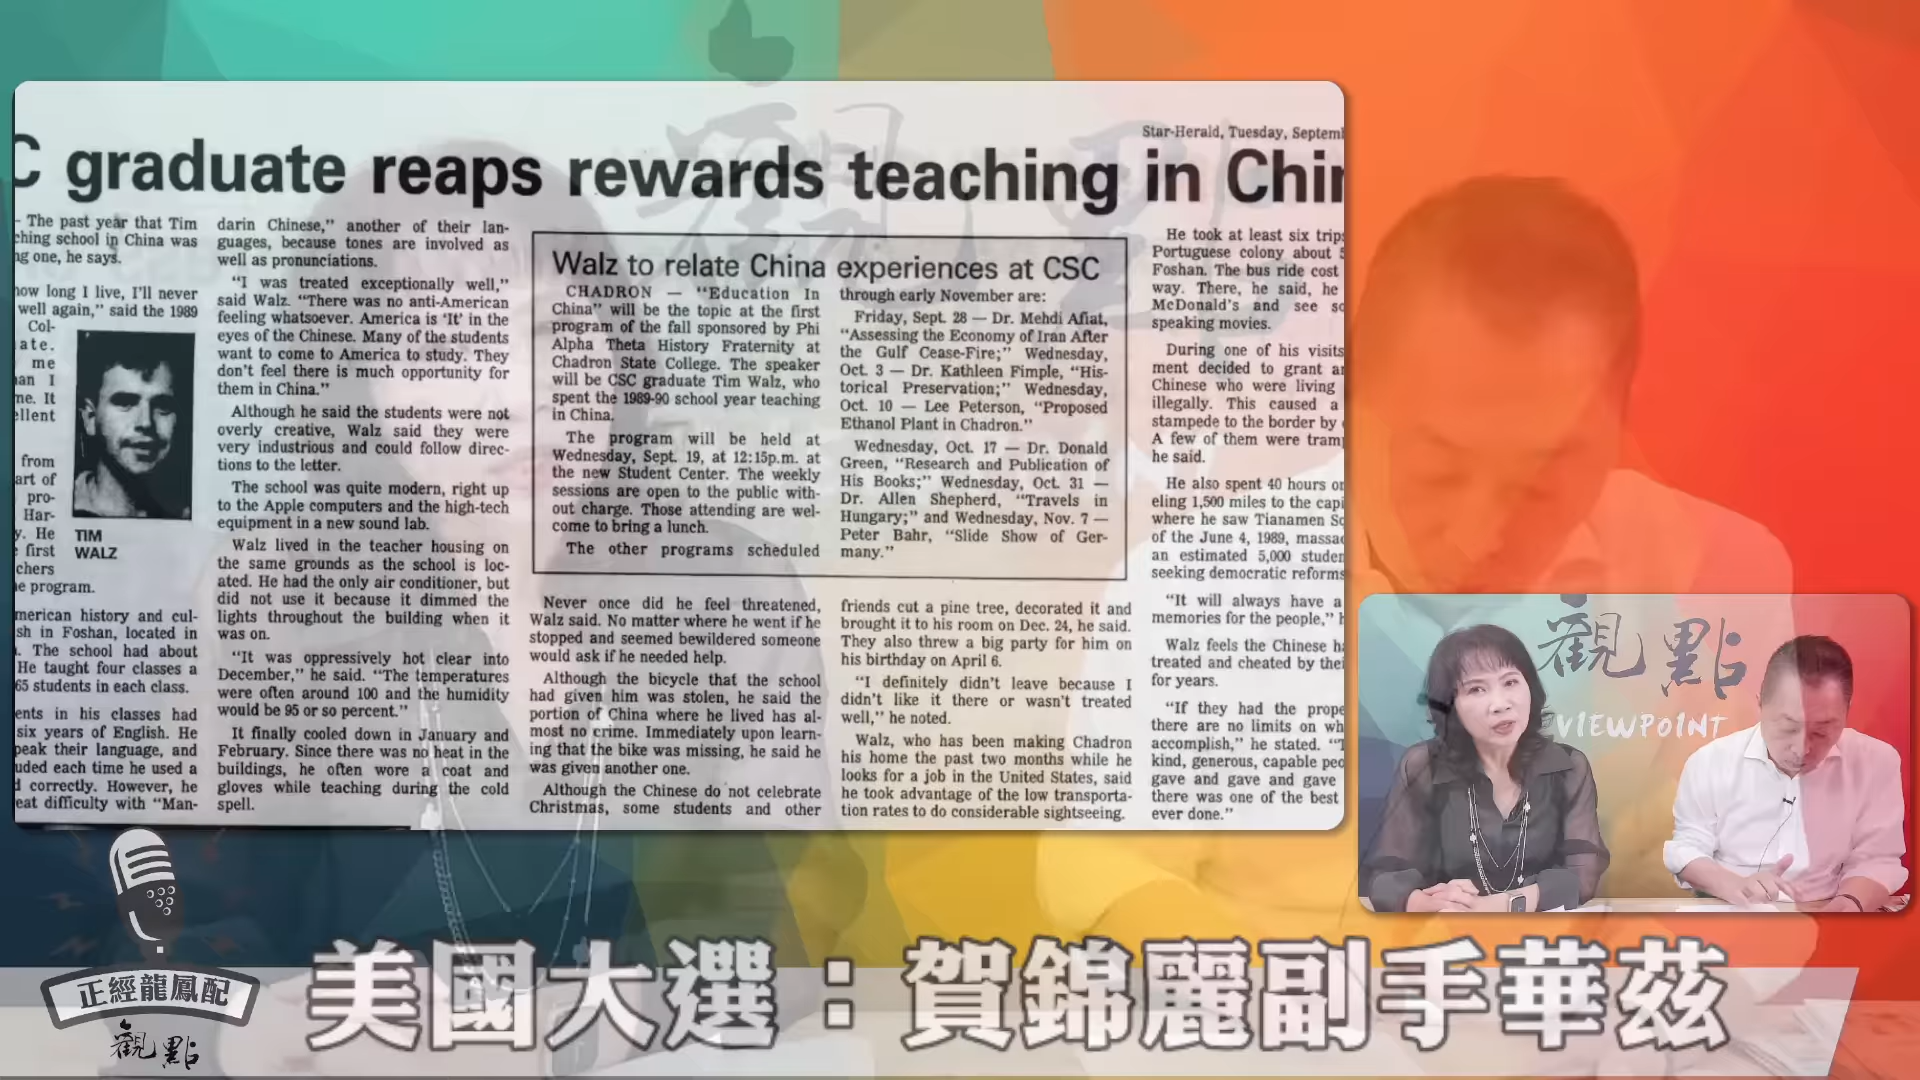 Star-Herald, Tuesday,
C graduate reaps rewards teaching in
- The past year that Tim
school in China was
one, he says.
how long I live, I'll never
well again," said the 1989
Col-
me
I
It
from
art of
pro-
Har-
He
first
program.
TIM
WALZ
history and cul-
in Foshan, located in
The school had about
He taught four classes a
65 students in each class.
in his classes had
six years of English. He
their language, and
each time he used a
correctly. However, he
difficulty with "Man-
darin Chinese," another of their lan-
guages, because tones are involved as
well as pronunciations.
"I was treated exceptionally well,"
said Walz. "There was no anti-American
feeling whatsoever. America is 'It' in the
eyes of the Chinese. Many of the students
want to come to America to study. They
don't feel there is much opportunity for
them in China."
Although he said the students were not
overly creative, Walz said they were
very industrious and could follow direc-
tions to the letter.
The school was quite modern, right up
to the Apple computers and the high-tech
equipment in a new sound lab.
Walz lived in the teacher housing on
the same grounds as the school is loc-
ated. He had the only air conditioner, but
did not use it because it dimmed the
lights throughout the building when it
was on.
"It was oppressively hot clear into
December," he said. "The temperatures
were often around 100 and the humidity
would be 95 or so percent."
It finally cooled down in January and
February. Since there was no heat in the
buildings, he often wore a coat and
gloves while teaching during the cold
spell.
Walz to relate China experiences at CSC
CHADRON — "Education In
China" will be the topic at the first
program of the fall sponsored by Phi
Alpha Theta History Fraternity at
Chadron State College. The speaker
will be CSC graduate Tim Walz, who
spent the 1989-90 school year teaching
in China.
The program will be held at
Wednesday, Sept. 19, at 12:15p.m. at
the new Student Center. The weekly
sessions are open to the public with-
out charge. Those attending are wel-
come to bring a lunch.
The other programs scheduled
through early November are:
Friday, Sept. 28 — Dr. Mehdi Afiat,
"Assessing the Economy of Iran After
the Gulf Cease-Fire;" Wednesday,
Oct. 3 — Dr. Kathleen Fimple, "His-
torical Preservation;" Wednesday,
Oct. 10 — Lee Peterson, "Proposed
Ethanol Plant in Chadron."
Wednesday, Oct. 17 — Dr. Donald
Green, "Research and Publication of
His Books;" Wednesday, Oct. 31 —
Dr. Allen Shepherd, "Travels in
Hungary;" and Wednesday, Nov. 7 —
Peter Bahr, "Slide Show of Ger-
many."
Never once did he feel threatened,
Walz said. No matter where he went if he
stopped and seemed bewildered someone
would ask if he needed help.
Although the bicycle that the school
had given him was stolen, he said the
portion of China where he lived has al-
most no crime. Immediately upon learn-
ing that the bike was missing, he said he
was given another one.
Although the Chinese do not celebrate
Christmas, some students and other
friends cut a pine tree, decorated it and
brought it to his room on Dec. 24, he said.
They also threw a big party for him on
his birthday on April 6.
"I definitely didn't leave because I
didn't like it there or wasn't treated
well," he noted.
Walz, who has been making Chadron
his home the past two months while he
looks for a job in the United States, said
he took advantage of the low transporta-
tion rates to do considerable sightseeing.
He took at least six trips
Portuguese colony about 5
Foshan. The bus ride cost
way. There, he said, he
McDonald's and see
speaking movies.
During one of his visits
ment decided to grant
Chinese who were living
illegally. This caused a
stampede to the border by
A few of them were
he said.
He also spent 40 hours
eling 1,500 miles to the
where he saw Tianamen
of the June 4, 1989,
an estimated 5,000
seeking democratic reforms
"It will always have a
memories for the people,"
Walz feels the Chinese
treated and cheated by
for years.
"If they had the
there are no limits on
accomplish," he stated.
kind, generous, capable
gave and gave and gave
there was one of the best
ever done."
觀點
VIEWPOINT
正經龍鳳配
觀點
美國大選：賀錦麗副手華茲